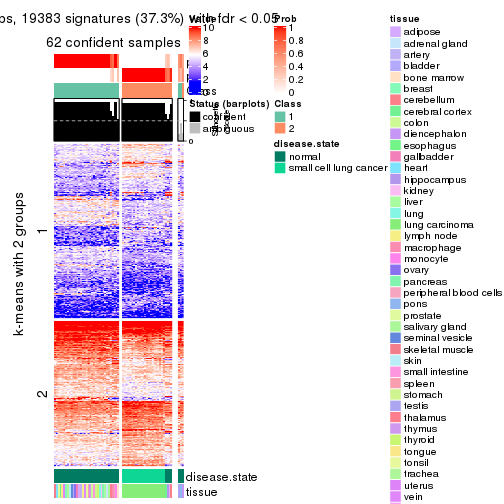 bs, 19383 signatures (37.3%) with fdr < 0.05
62 confident samples
k-means with 2 groups
1
2
Value
10
8
6
4
2
0
Status (barplots)
confident
ambiguous
Prob
1
0.8
0.6
0.4
0.2
0
Class
1
2
disease.state
normal
small cell lung cancer
disease.state
tissue
tissue
adipose
adrenal gland
artery
bladder
bone marrow
breast
cerebellum
cerebral cortex
colon
diencephalon
esophagus
gallbadder
heart
hippocampus
kidney
liver
lung
lung carcinoma
lymph node
macrophage
monocyte
ovary
pancreas
peripheral blood cells
pons
prostate
salivary gland
seminal vesicle
skeletal muscle
skin
small intestine
spleen
stomach
testis
thalamus
thymus
thyroid
tongue
tonsil
trachea
uterus
vein